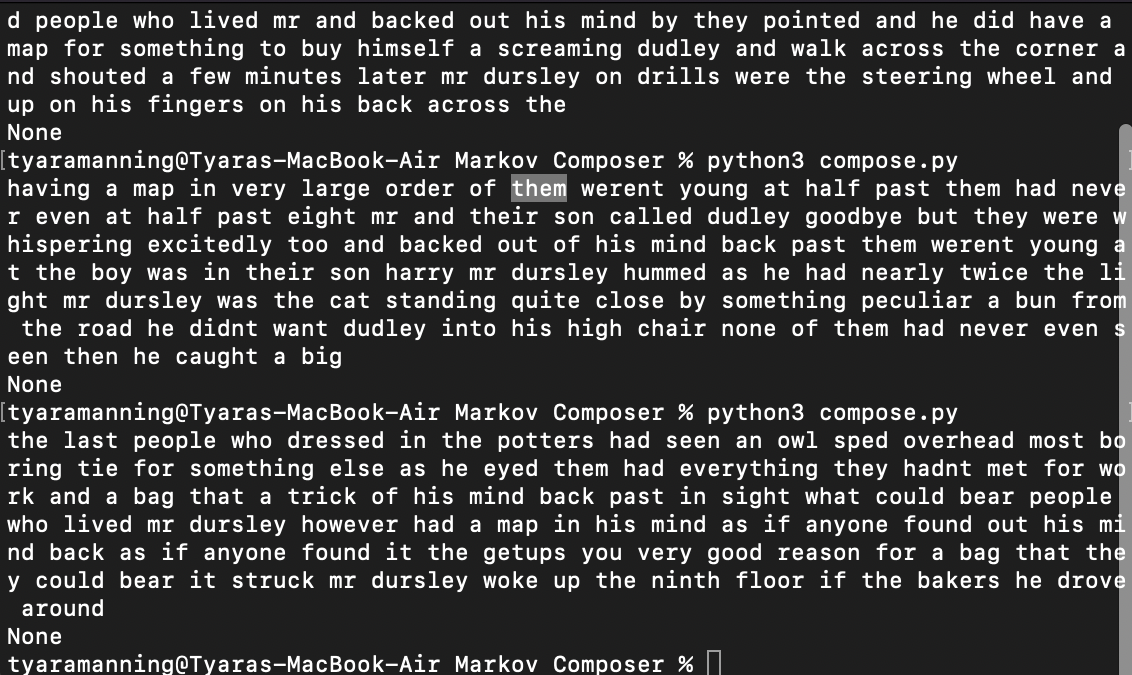 d people who lived mr and backed out his mind by they pointed and he did have a
map for something to buy himself a screaming dudley and walk across the corner a
nd shouted a few minutes later mr dursley on drills were the steering wheel and
up on his fingers on his back across the
None
[tyaramanning@Tyaras-MacBook-Air Markov Composer % python3 compose.py ]
having a map in very large order of them werent young at half past them had neve
r even at half past eight mr and their son called dudley goodbye but they were w
hispering excitedly too and backed out of his mind back past them werent young a
t the boy was in their son harry mr dursley hummed as he had nearly twice the li
ght mr dursley was the cat standing quite close by something peculiar a bun from
 the road he didnt want dudley into his high chair none of them had never even s
een then he caught a big
None
[tyaramanning@Tyaras-MacBook-Air Markov Composer % python3 compose.py ]
the last people who dressed in the potters had seen an owl sped overhead most bo
ring tie for something else as he eyed them had everything they hadnt met for wo
rk and a bag that a trick of his mind back past in sight what could bear people
who lived mr dursley however had a map in his mind as if anyone found out his mi
nd back as if anyone found it the getups you very good reason for a bag that the
y could bear it struck mr dursley woke up the ninth floor if the bakers he drove
 around
None
tyaramanning@Tyaras-MacBook-Air Markov Composer %